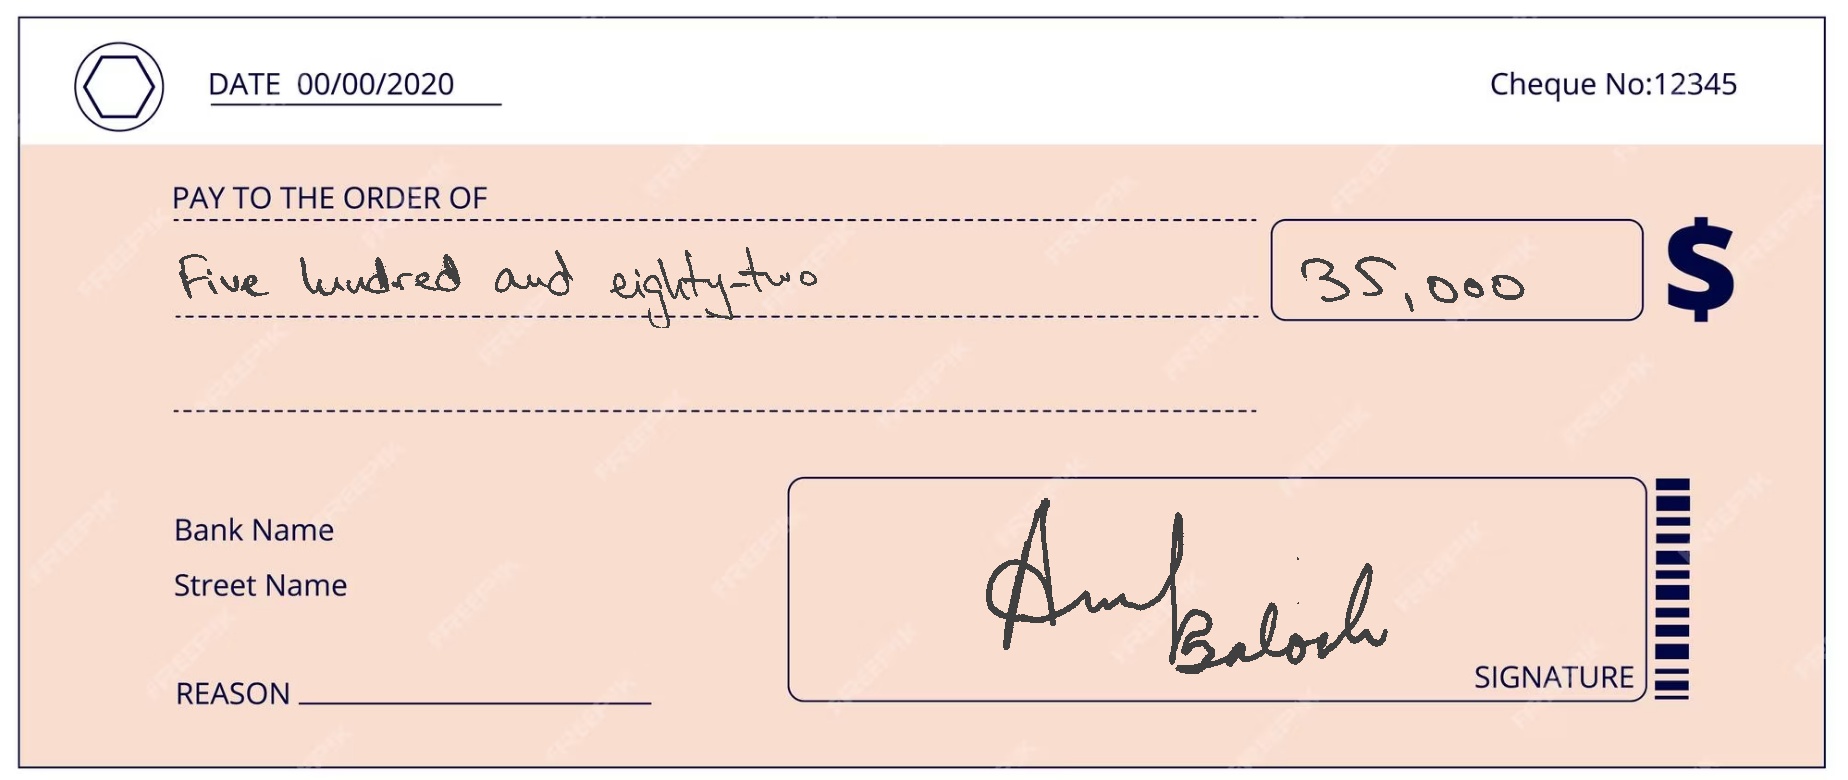 DATE 00/00/2020
Cheque No:12345
PAY TO THE ORDER OF
Five hundred and eighty-two
35,000
$
Bank Name
Street Name
Baloch
SIGNATURE
REASON